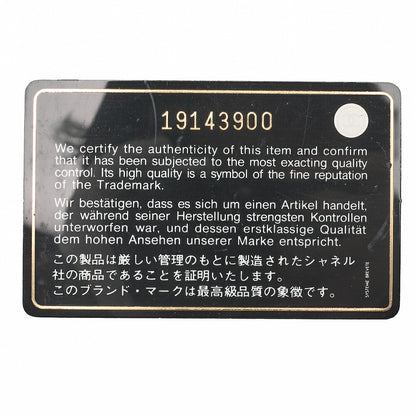 19143900
We certify the authenticity of this item and confirm
that it has been subjected to the most exacting quality
control. Its high quality is a symbol of the fine reputation
of the Trademark.
Wir bestätigen, dass es sich um einen Artikel handelt,
der während seiner Herstellung strengsten Kontrollen
unterworfen war, und dessen erstklassige Qualität
dem hohen Ansehen unserer Marke entspricht.
この製品は厳しい管理のもとに製造されたシャネル
社の商品であることを証明いたします。
このブランド・マークは最高級品質の象徴です。
SYSTEME BREVETE